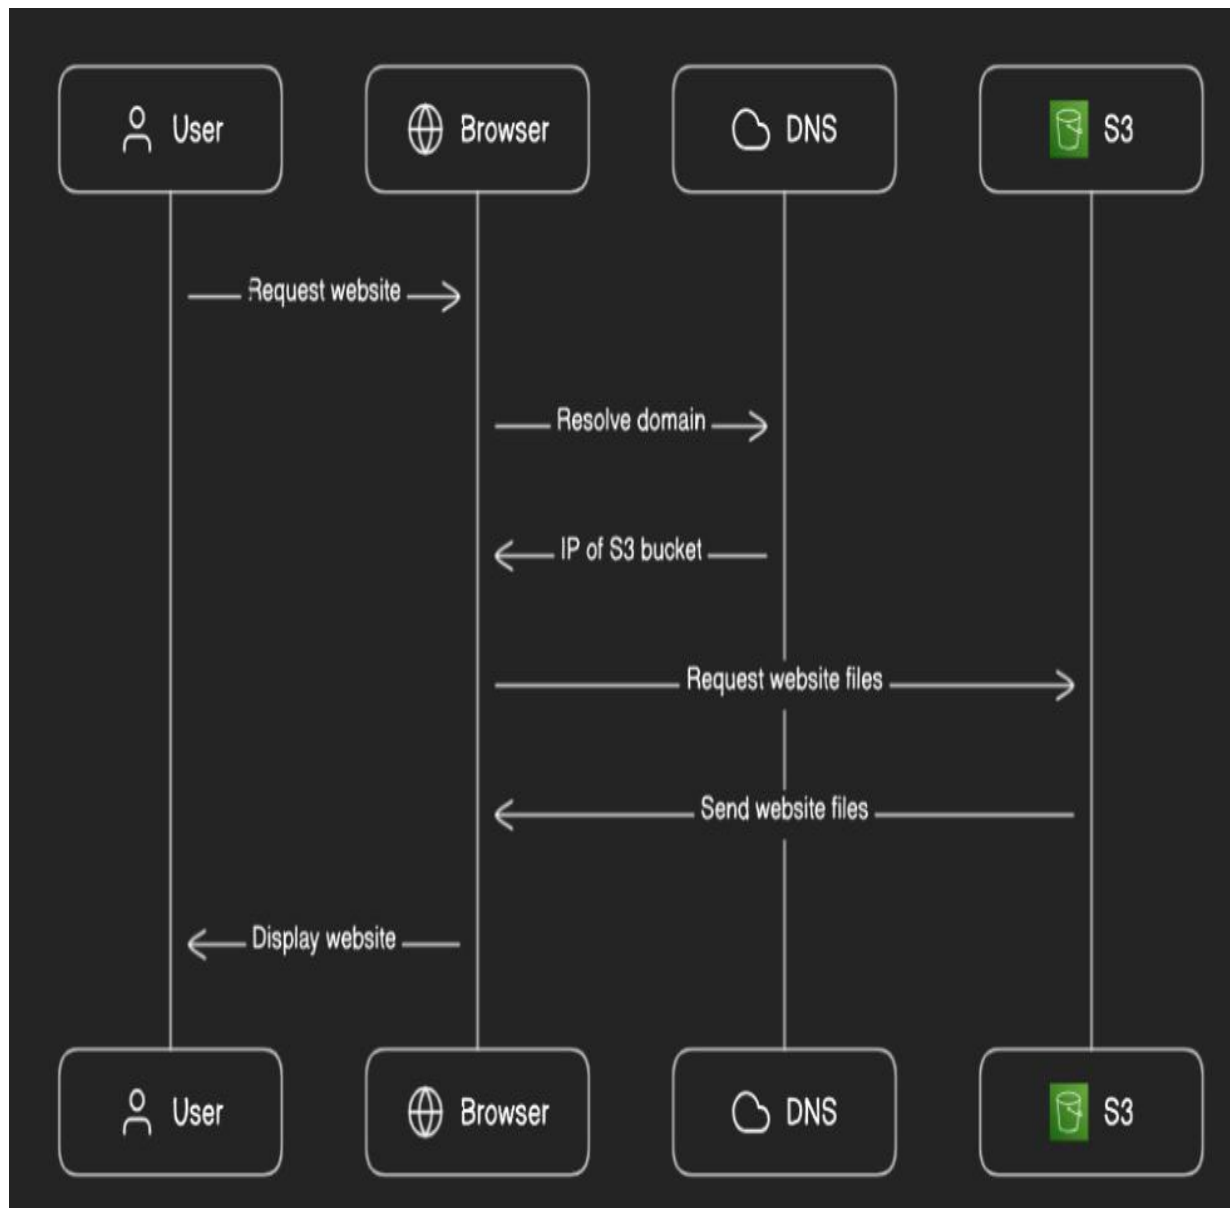 User
Browser
DNS
S3
Request website
Resolve domain
IP of S3 bucket
Request website files
Send website files
Display website
User
Browser
DNS
S3